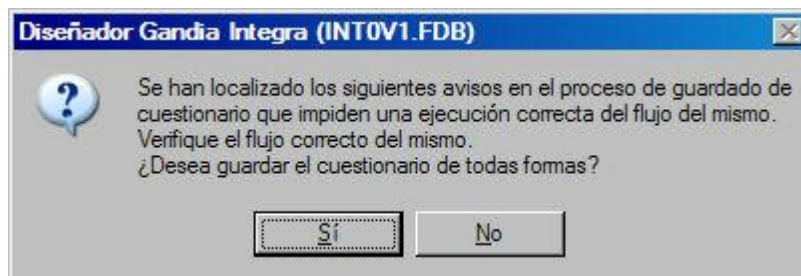 Diseñador Gandia Integra (INT0V1.FDB)
Se han localizado los siguientes avisos en el proceso de guardado de
cuestionario que impiden una ejecución correcta del flujo del mismo.
Verifique el flujo correcto del mismo.
¿Desea guardar el cuestionario de todas formas?
Sí
No